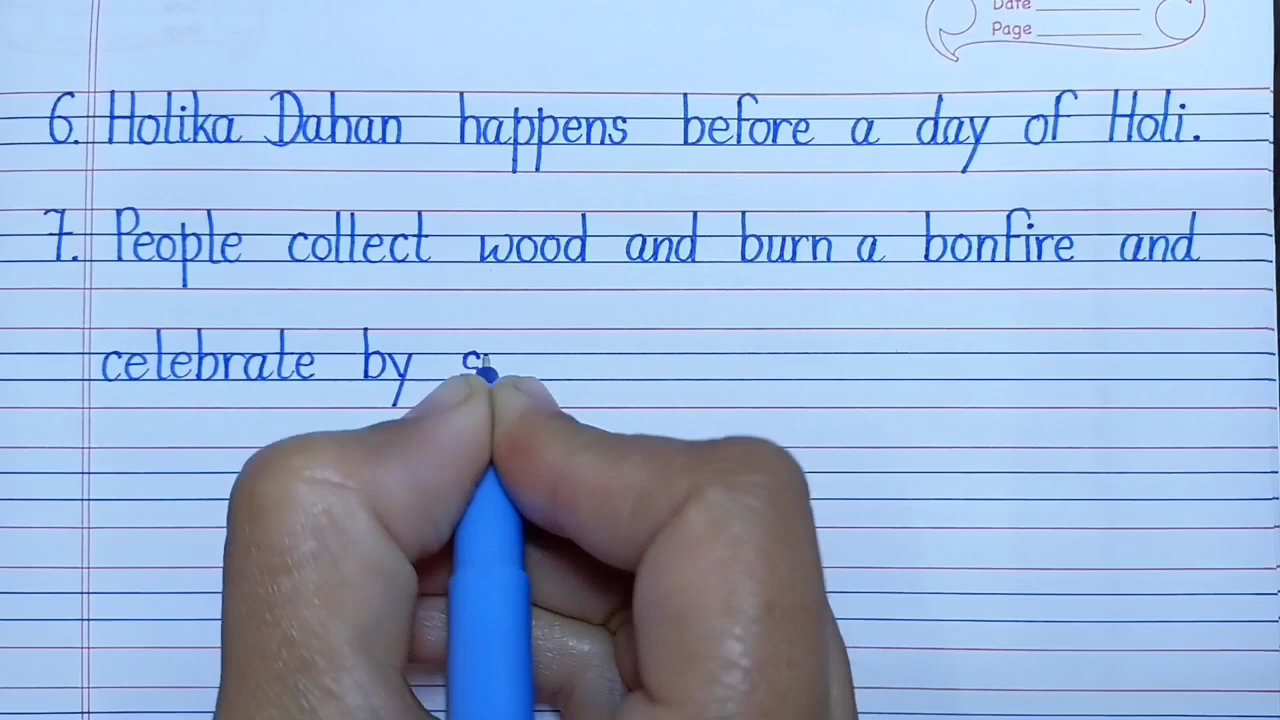 Date
Page
6. Holika Dahan happens before a day of Holi.
7. People collect wood and burn a bonfire and
celebrate by